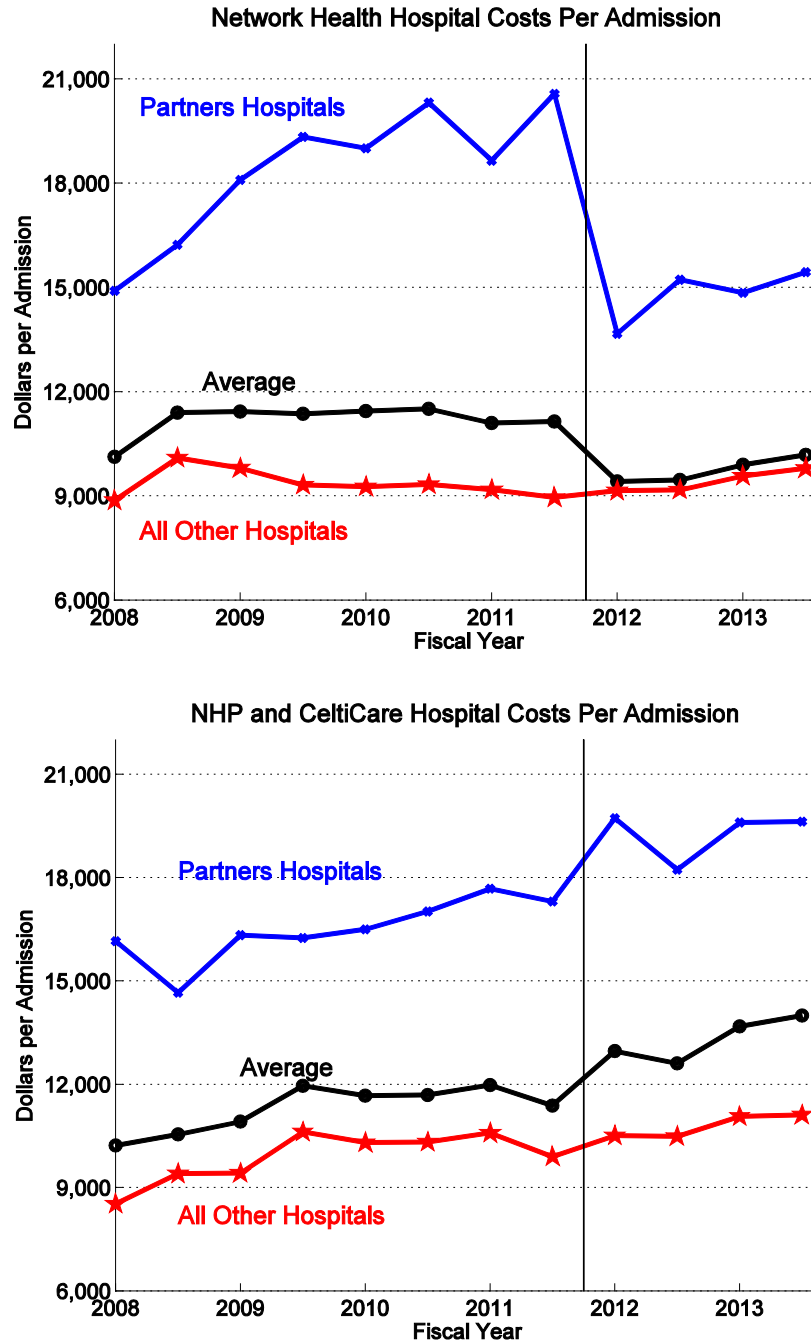 Network Health Hospital Costs Per Admission
21,000
Partners Hospitals
18,000
15,000
Dollars per Admission
12,000
Average
9,000
All Other Hospitals
6,000
2008 2009 2010 2011 2012 2013
Fiscal Year
NHP and CeltiCare Hospital Costs Per Admission
21,000
18,000
Partners Hospitals
15,000
Dollars per Admission
12,000
Average
9,000
All Other Hospitals
6,000
2008 2009 2010 2011 2012 2013
Fiscal Year